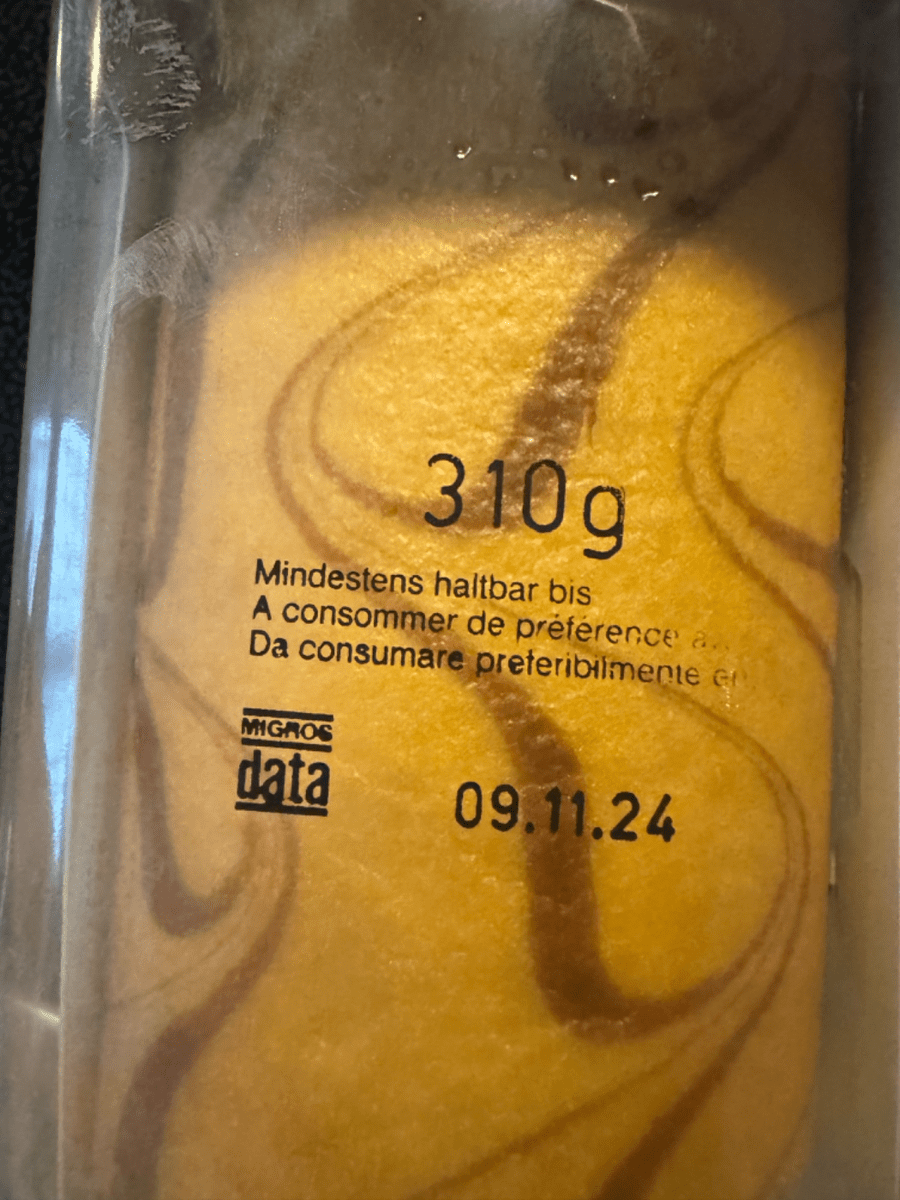 310g
Mindestens haltbar bis
A consommer de préférence a..
Da consumare preferibilmente
MIGROS
data
09.11.24